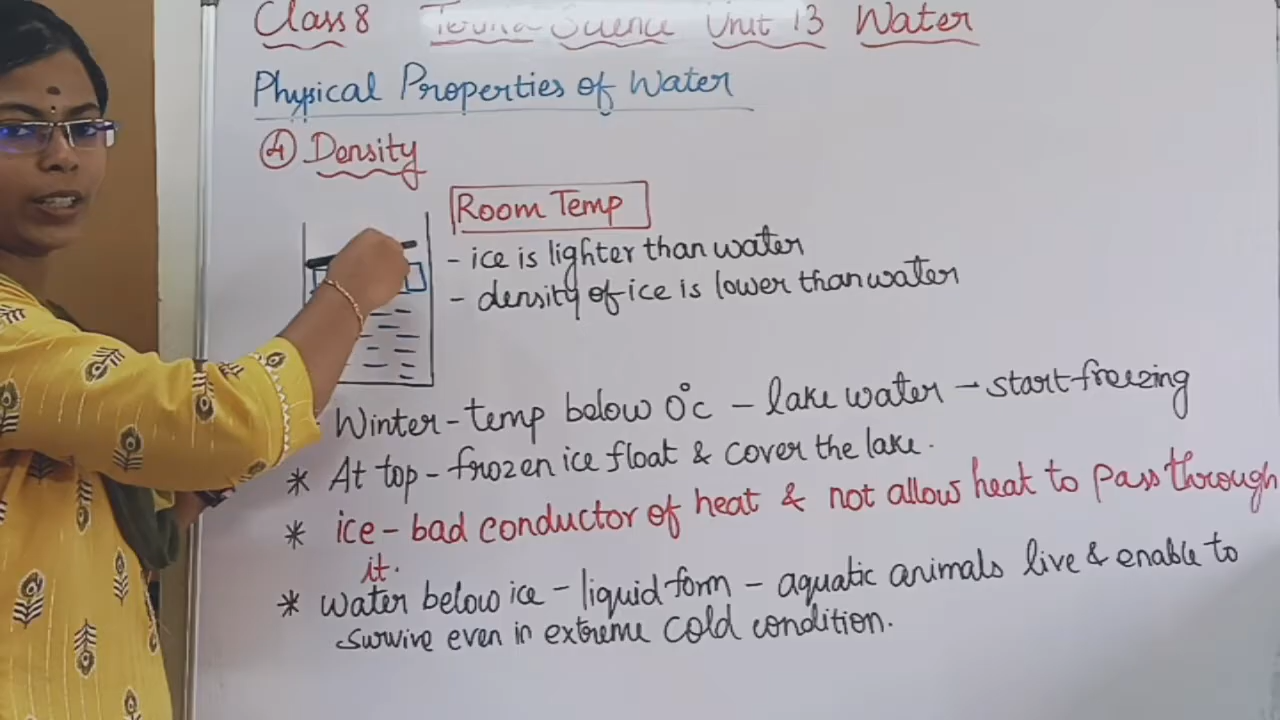 Class 8 Science Unit 13 Water
Physical Properties of Water
4 Density
Room Temp
- ice is lighter than water
- density of ice is lower than water
Winter - temp below 0°c - lake water - start freezing
* At top - frozen ice float & cover the lake.
* ice - bad conductor of heat & not allow heat to pass through
it.
* water below ice - liquid form - aquatic animals live & enable to
survive even in extreme cold condition.